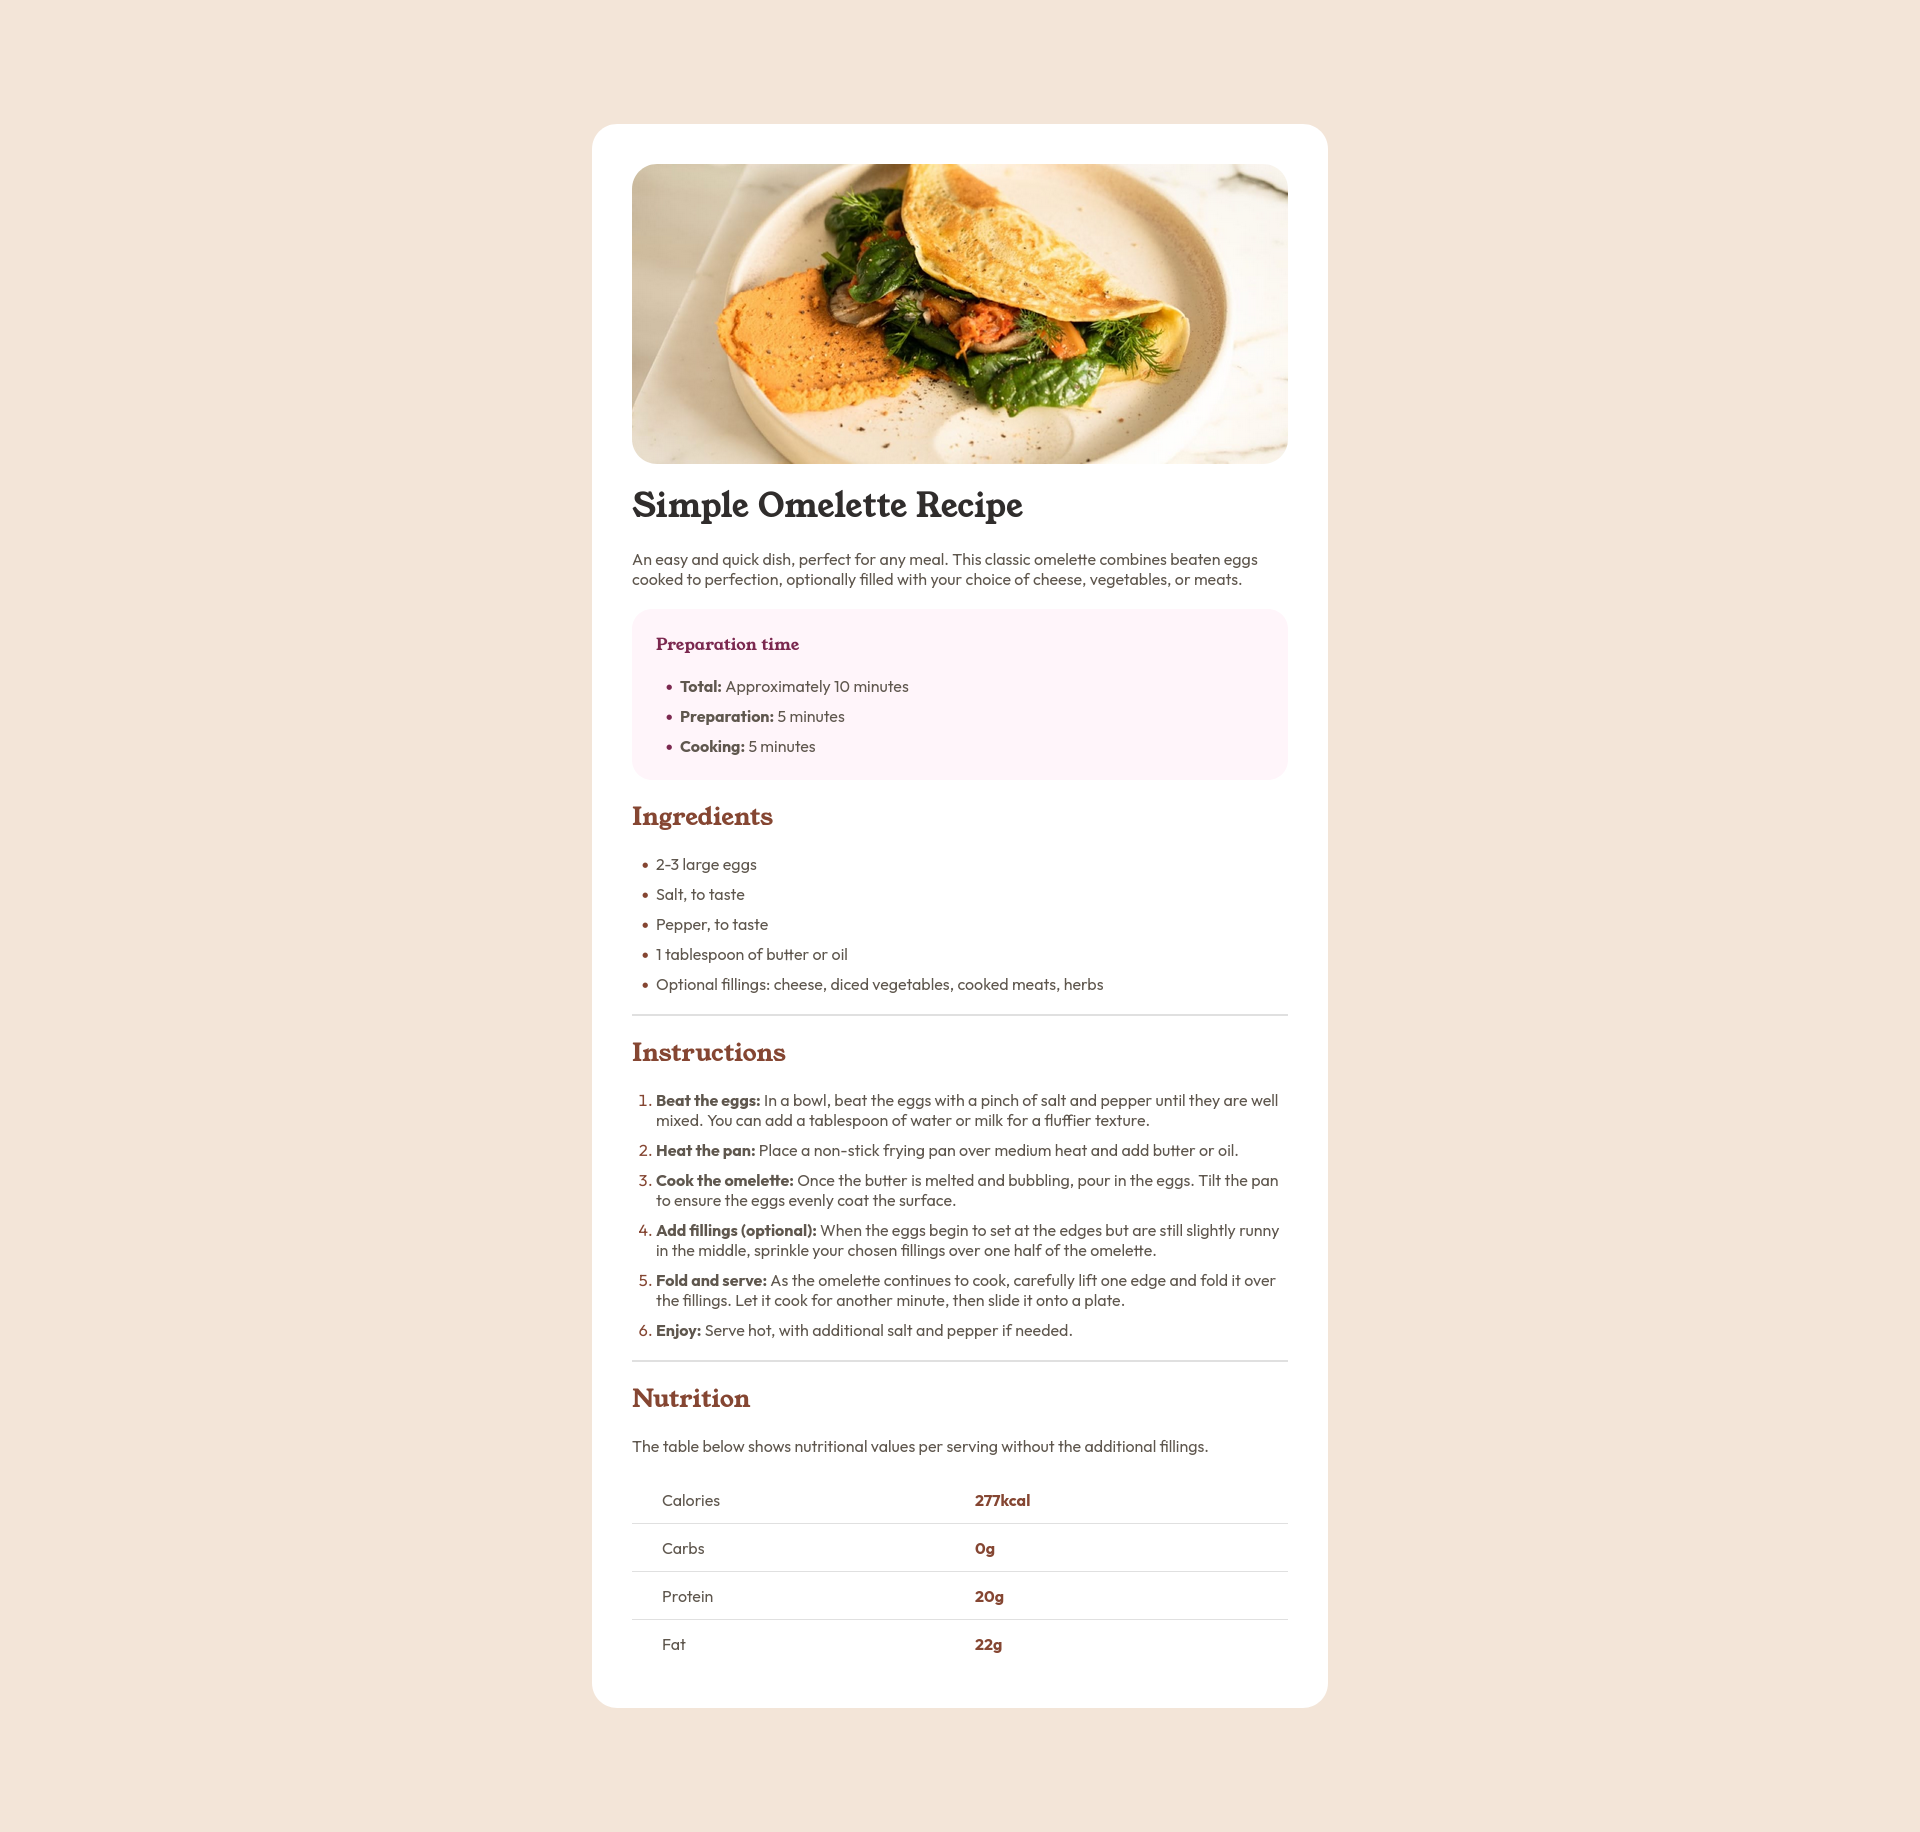 Simple Omelette Recipe
An easy and quick dish, perfect for any meal. This classic omelette combines beaten eggs
cooked to perfection, optionally filled with your choice of cheese, vegetables, or meats.
Preparation time
• Total: Approximately 10 minutes
• Preparation: 5 minutes
• Cooking: 5 minutes
Ingredients
• 2-3 large eggs
• Salt, to taste
• Pepper, to taste
• 1 tablespoon of butter or oil
• Optional fillings: cheese, diced vegetables, cooked meats, herbs
Instructions
1. Beat the eggs: In a bowl, beat the eggs with a pinch of salt and pepper until they are well
mixed. You can add a tablespoon of water or milk for a fluffier texture.
2. Heat the pan: Place a non-stick frying pan over medium heat and add butter or oil.
3. Cook the omelette: Once the butter is melted and bubbling, pour in the eggs. Tilt the pan
to ensure the eggs evenly coat the surface.
4. Add fillings (optional): When the eggs begin to set at the edges but are still slightly runny
in the middle, sprinkle your chosen fillings over one half of the omelette.
5. Fold and serve: As the omelette continues to cook, carefully lift one edge and fold it over
the fillings. Let it cook for another minute, then slide it onto a plate.
6. Enjoy: Serve hot, with additional salt and pepper if needed.
Nutrition
The table below shows nutritional values per serving without the additional fillings.
Calories 277kcal
Carbs 0g
Protein 20g
Fat 22g